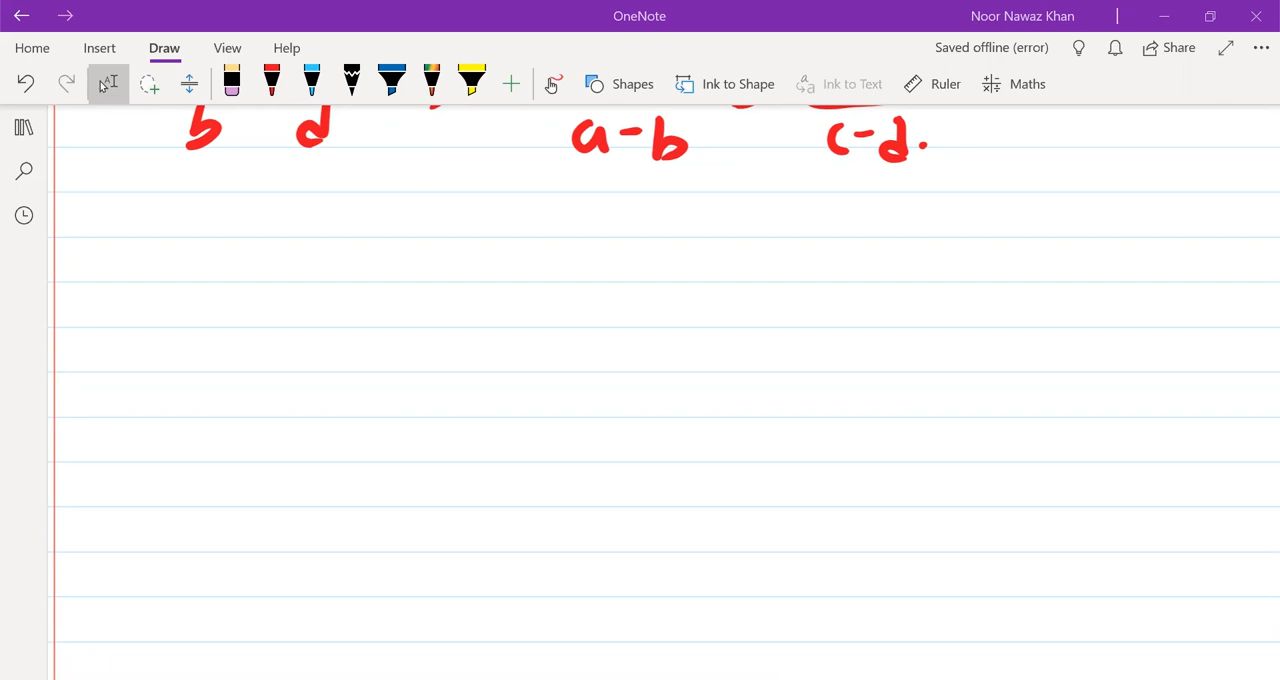 OneNote
Noor Nawaz Khan
Home Insert Draw View Help
Saved offline (error) Share
Shapes Ink to Shape Ink to Text Ruler Maths
b d a-b c-d.